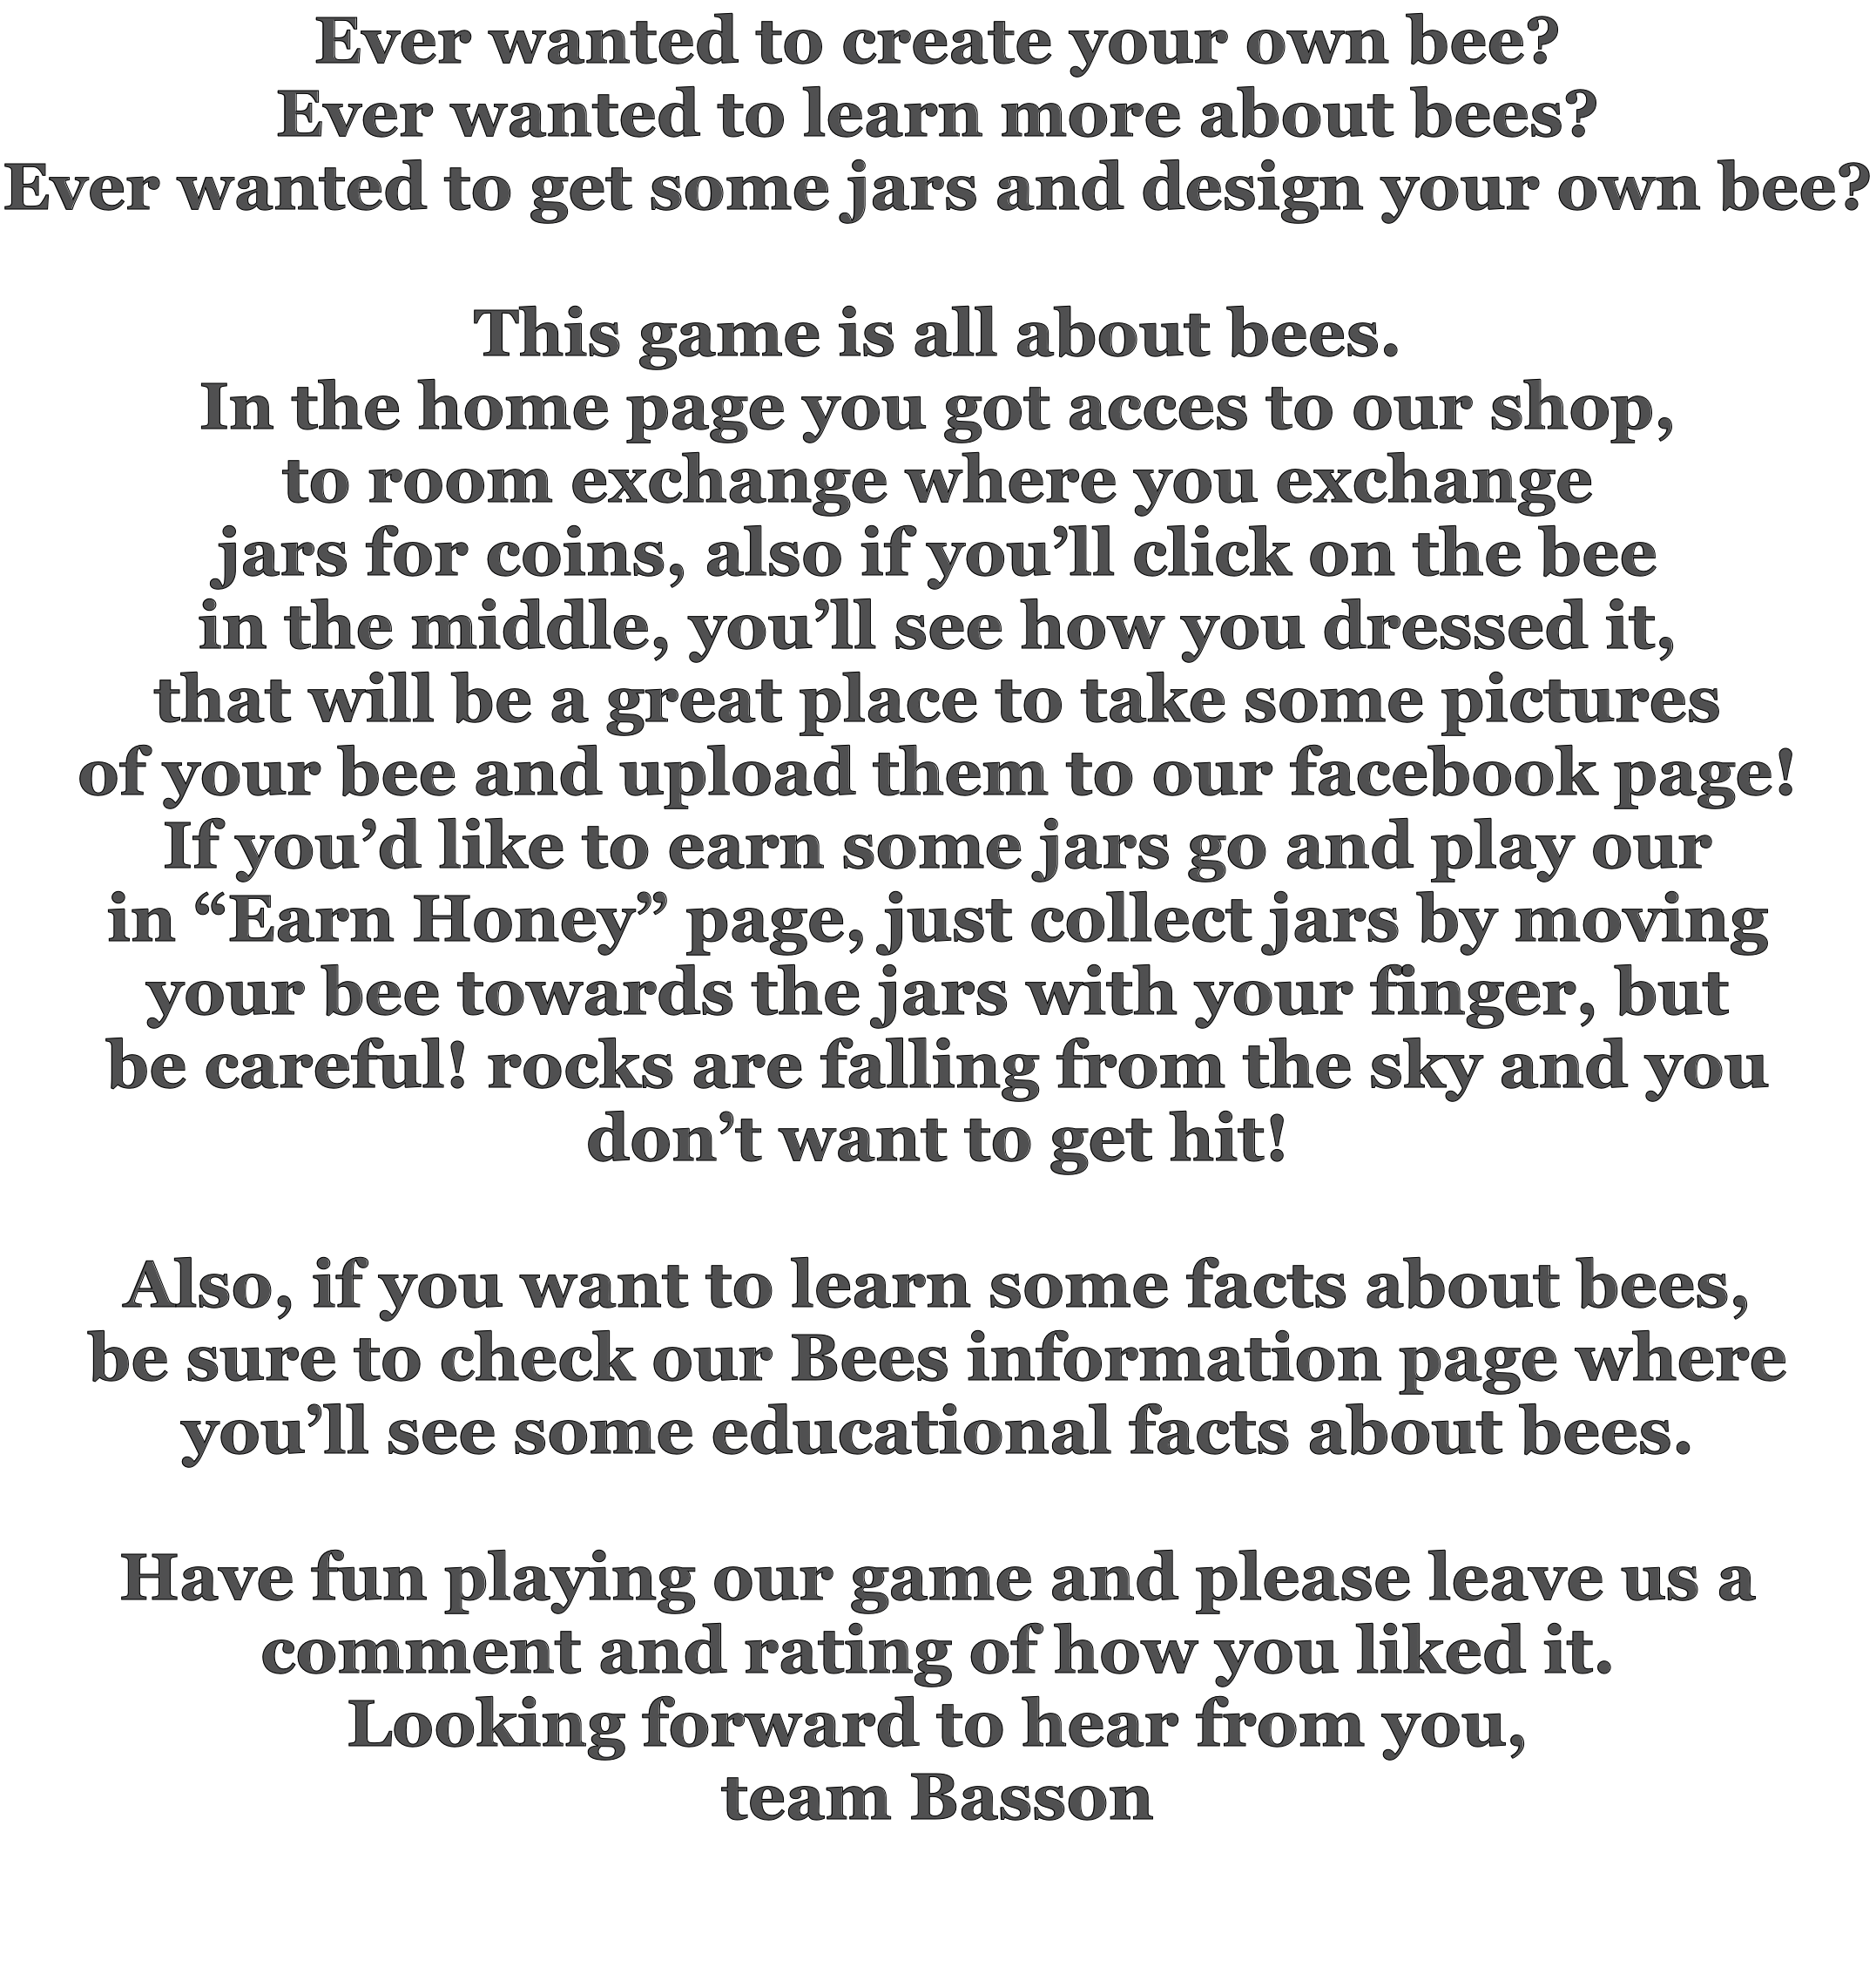 Ever wanted to create your own bee?
Ever wanted to learn more about bees?
Ever wanted to get some jars and design your own bee?
This game is all about bees.
In the home page you got acces to our shop,
to room exchange where you exchange
jars for coins, also if you’ll click on the bee
in the middle, you’ll see how you dressed it,
that will be a great place to take some pictures
of your bee and upload them to our facebook page!
If you’d like to earn some jars go and play our
in “Earn Honey” page, just collect jars by moving
your bee towards the jars with your finger, but
be careful! rocks are falling from the sky and you
don’t want to get hit!
Also, if you want to learn some facts about bees,
be sure to check our Bees information page where
you’ll see some educational facts about bees.
Have fun playing our game and please leave us a
comment and rating of how you liked it.
Looking forward to hear from you,
team Basson